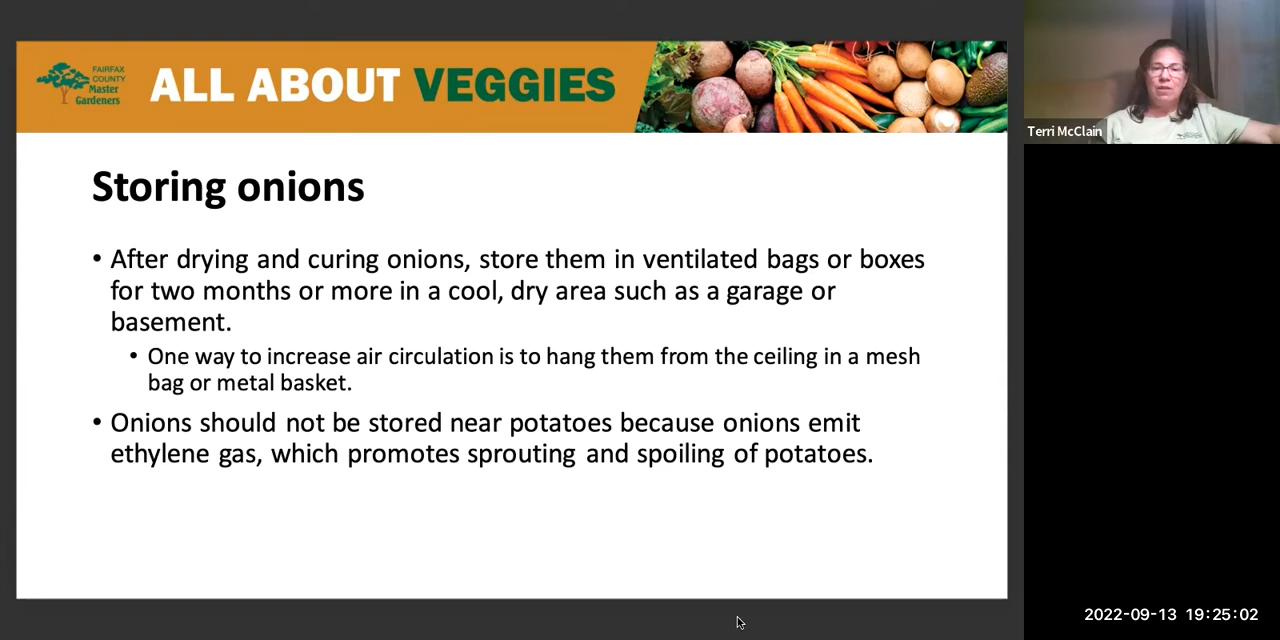 FAIRFAX
COUNTY
Master
Gardeners
ALL ABOUT VEGGIES
Storing onions
• After drying and curing onions, store them in ventilated bags or boxes
for two months or more in a cool, dry area such as a garage or
basement.
• One way to increase air circulation is to hang them from the ceiling in a mesh
bag or metal basket.
• Onions should not be stored near potatoes because onions emit
ethylene gas, which promotes sprouting and spoiling of potatoes.
Terri McClain
2022-09-13 19:25:02